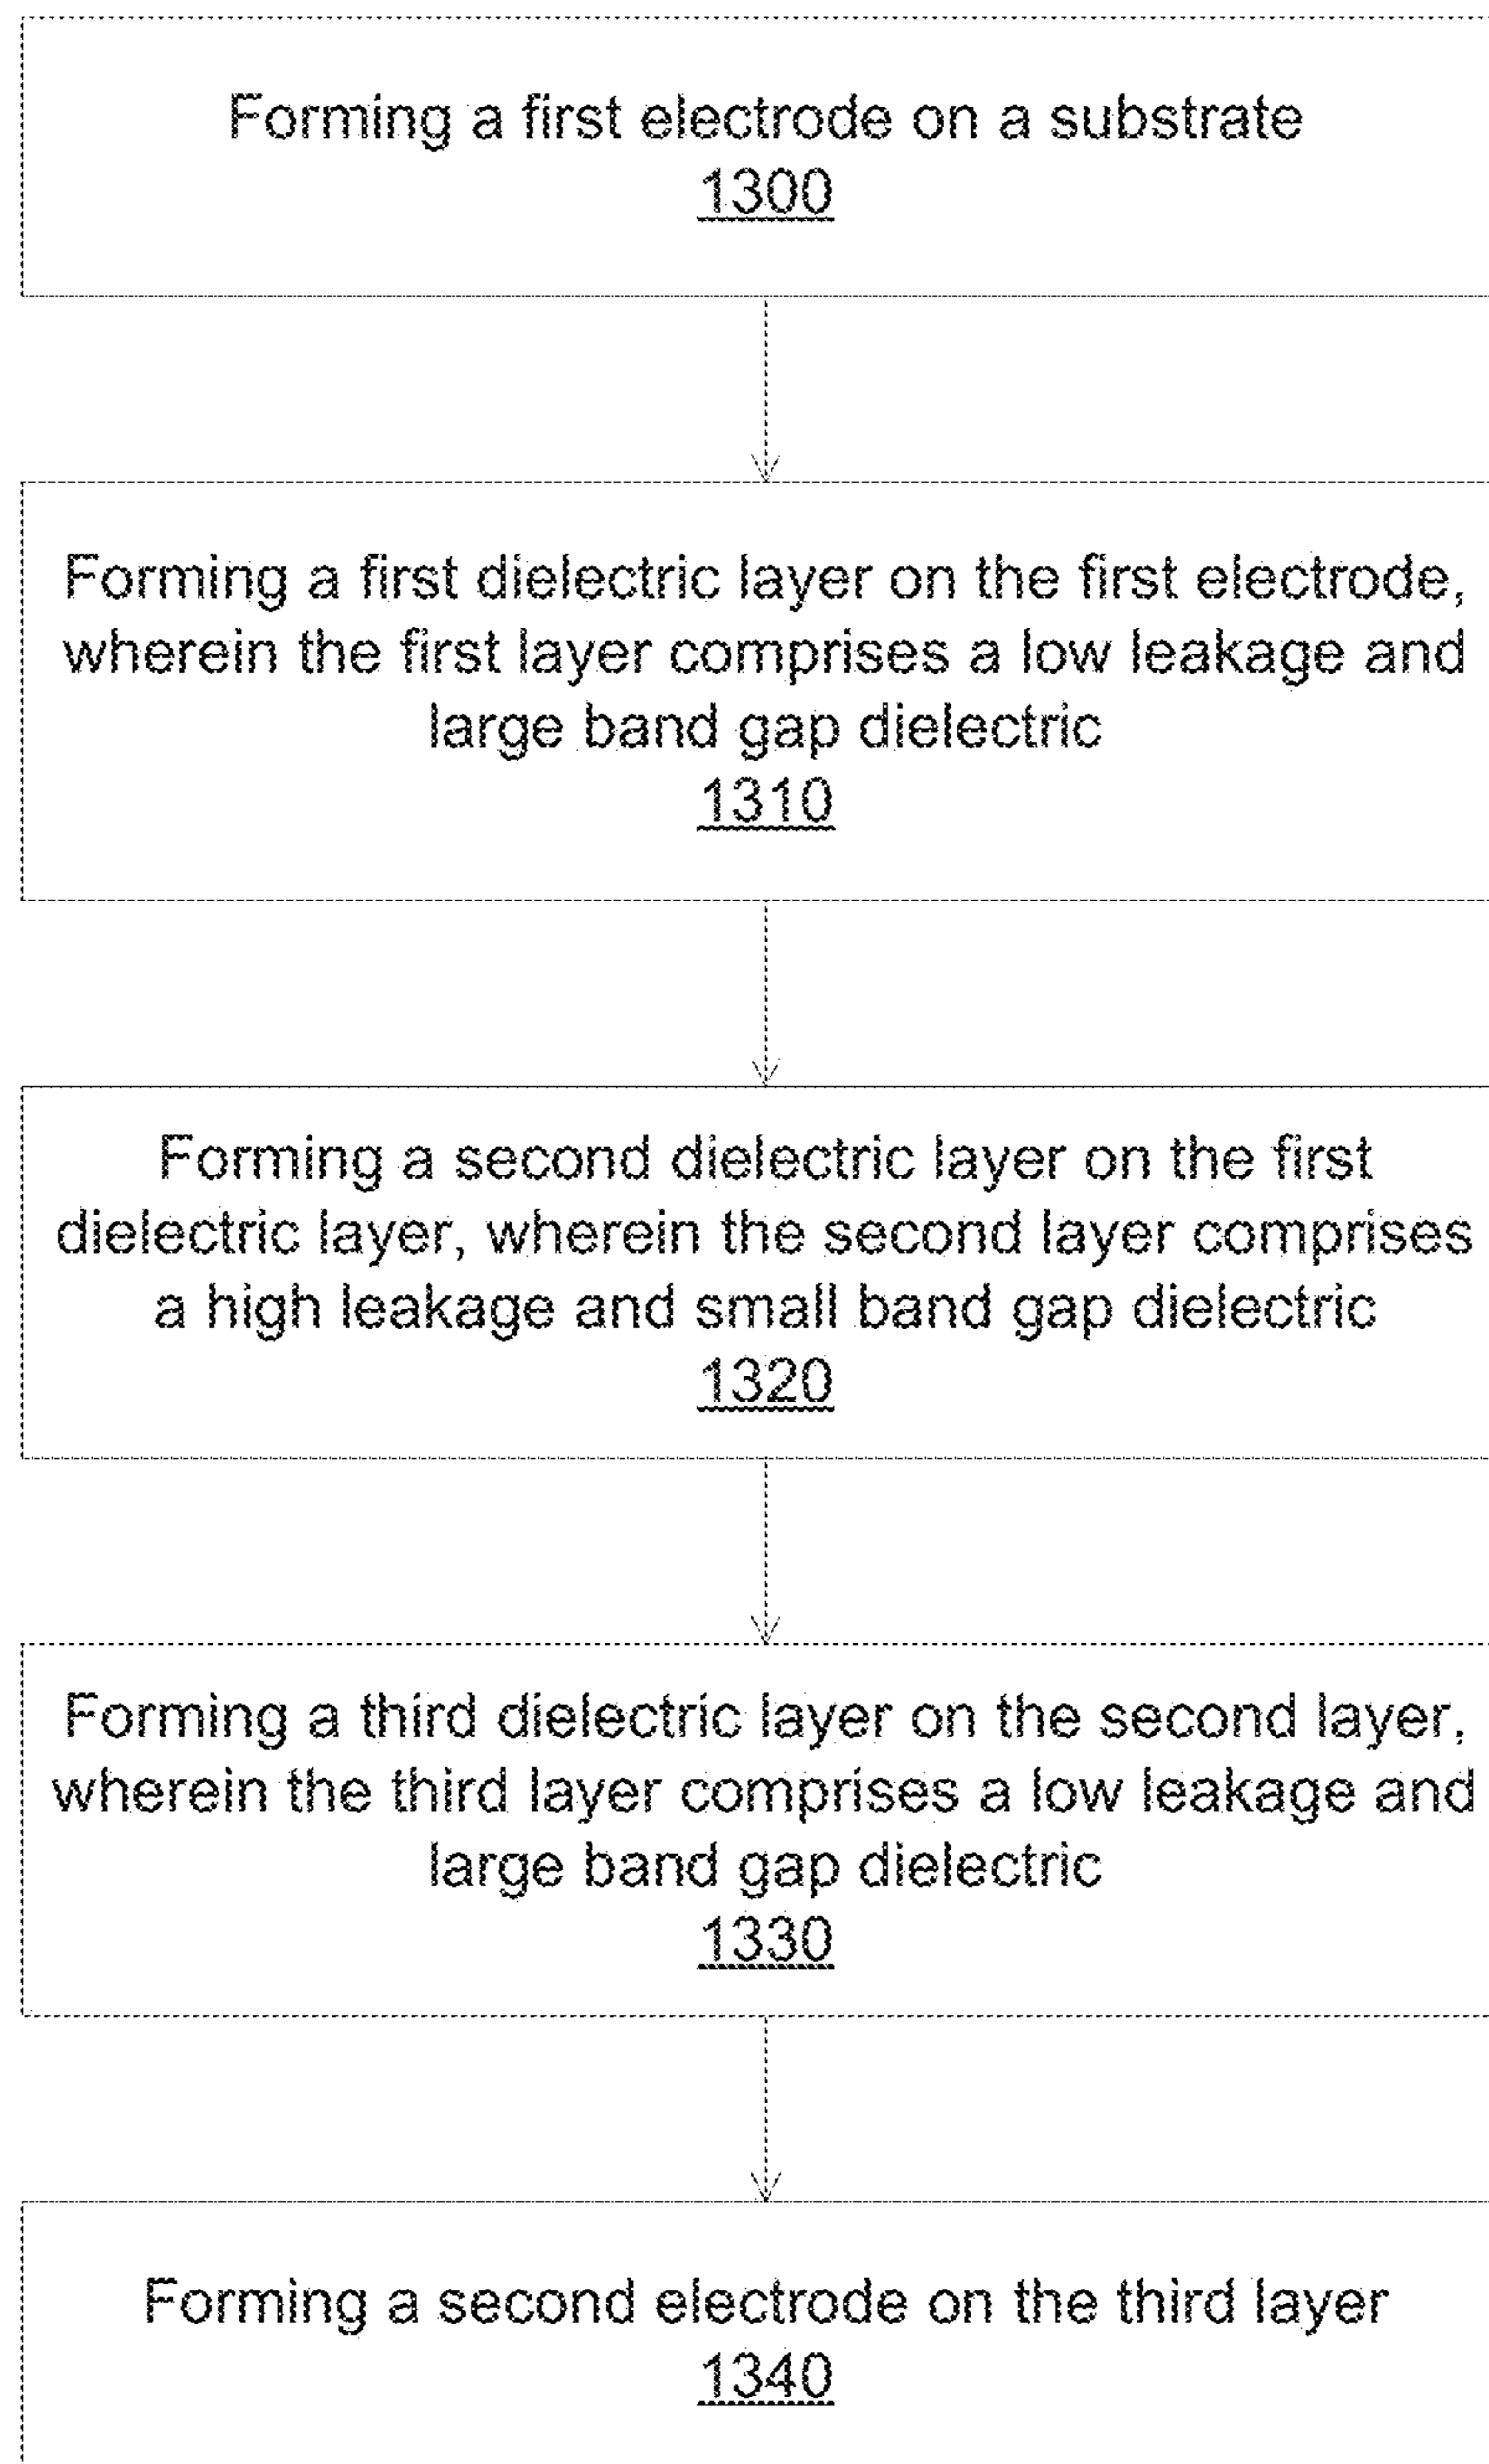 Forming a first electrode on a substrate
1300
Forming a first dielectric layer on the first electrode,
wherein the first layer comprises a low leakage and
large band gap dielectric
1310
Forming a second dielectric layer on the first
dielectric layer, wherein the second layer comprises
a high leakage and small band gap dielectric
1320
Forming a third dielectric layer on the second layer,
wherein the third layer comprises a low leakage and
large band gap dielectric
1330
Forming a second electrode on the third layer
1340